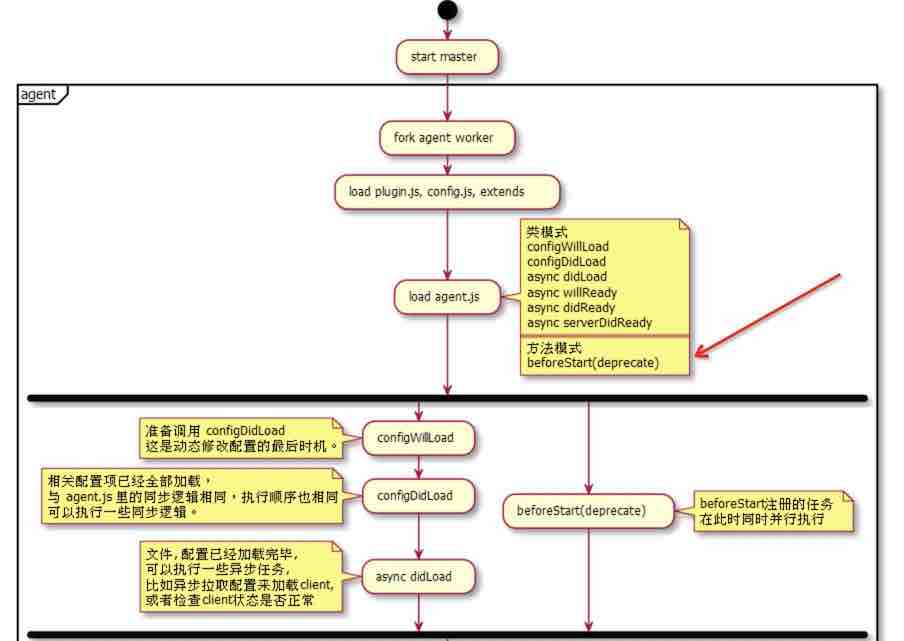 start master
agent
fork agent worker
load plugin.js, config.js, extends
类模式
configWillLoad
configDidLoad
async didLoad
async willReady
async didReady
async serverDidReady
load agent.js
方法模式
beforeStart(deprecate)
准备调用 configDidLoad
这是动态修改配置的最后时机。
configWillLoad
相关配置项已经全部加载，
与 agent.js 里的同步逻辑相同，执行顺序也相同
可以执行一些同步逻辑。
configDidLoad
beforeStart(deprecate)
beforeStart注册的任务
在此时同时并行执行
文件, 配置已经加载完毕,
可以执行一些异步任务,
比如异步拉取配置来加载client,
或者检查client状态是否正常
async didLoad